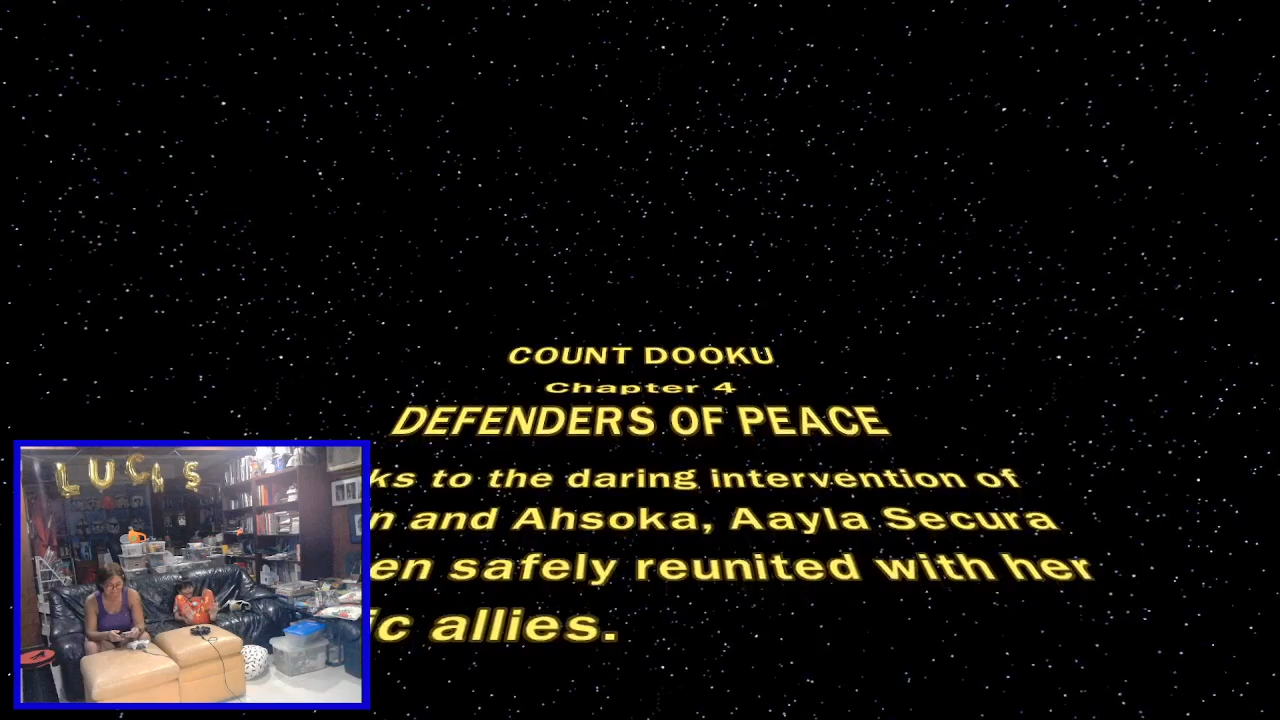 COUNT DOOKU
Chapter 4
DEFENDERS OF PEACE
ks to the daring intervention of
n and Ahsoka, Aayla Secura
en safely reunited with her
ic allies.
LUCAS